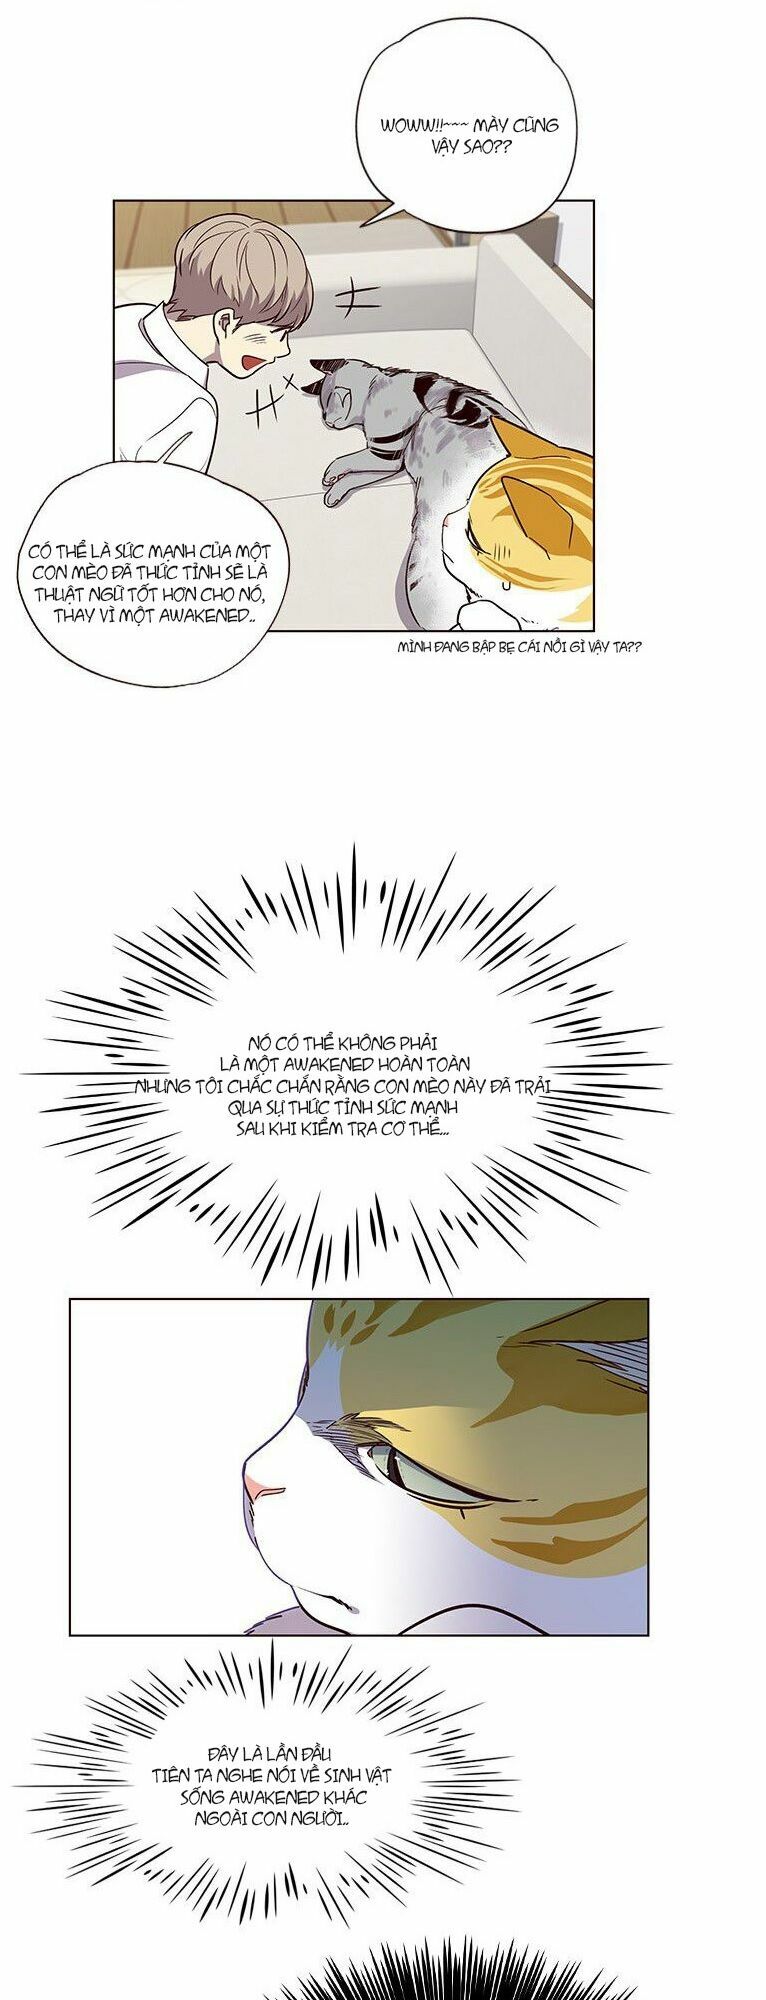 WOWW!!~~~ MÀY CŨNG
VẬY SAO??
CÓ THỂ LÀ SỨC MẠNH CỦA MỘT
CON MÈO ĐÃ THỨC TỈNH SẼ LÀ
THUẬT NGỮ TỐT HƠN CHO NÓ,
THAY VÌ MỘT AWAKENED..
MÌNH ĐANG BẬP BẸ CÁI NỒI GÌ VẬY TA??
NÓ CÓ THỂ KHÔNG PHẢI
LÀ MỘT AWAKENED HOÀN TOÀN
NHƯNG TÔI CHẮC CHẮN RẰNG CON MÈO NÀY ĐÃ TRẢI
QUA SỰ THỨC TỈNH SỨC MẠNH
SAU KHI KIỂM TRA CƠ THỂ...
ĐÂY LÀ LẦN ĐẦU
TIÊN TA NGHE NÓI VỀ SINH VẬT
SỐNG AWAKENED KHÁC
NGOÀI CON NGƯỜI..